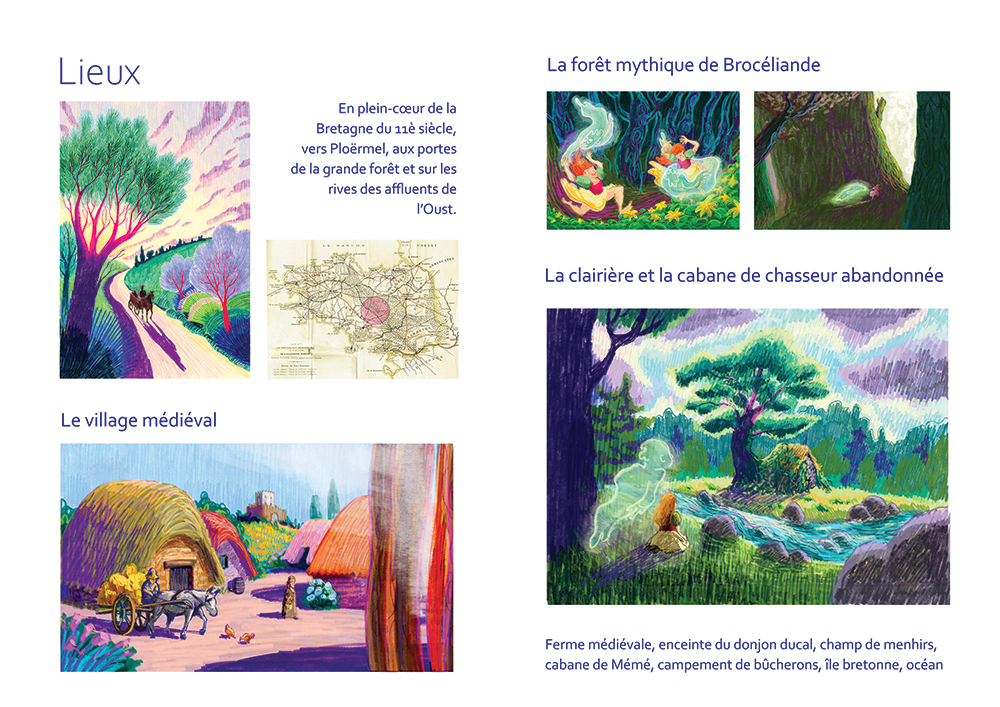 Lieux
En plein-cœur de la
Bretagne du 11è siècle,
vers Ploërmel, aux portes
de la grande forêt et sur les
rives des affluents de
l'Oust.
Le village médiéval
La forêt mythique de Brocéliande
La clairière et la cabane de chasseur abandonnée
Ferme médiévale, enceinte du donjon ducal, champ de menhirs,
cabane de Mémé, campement de bûcherons, île bretonne, océan